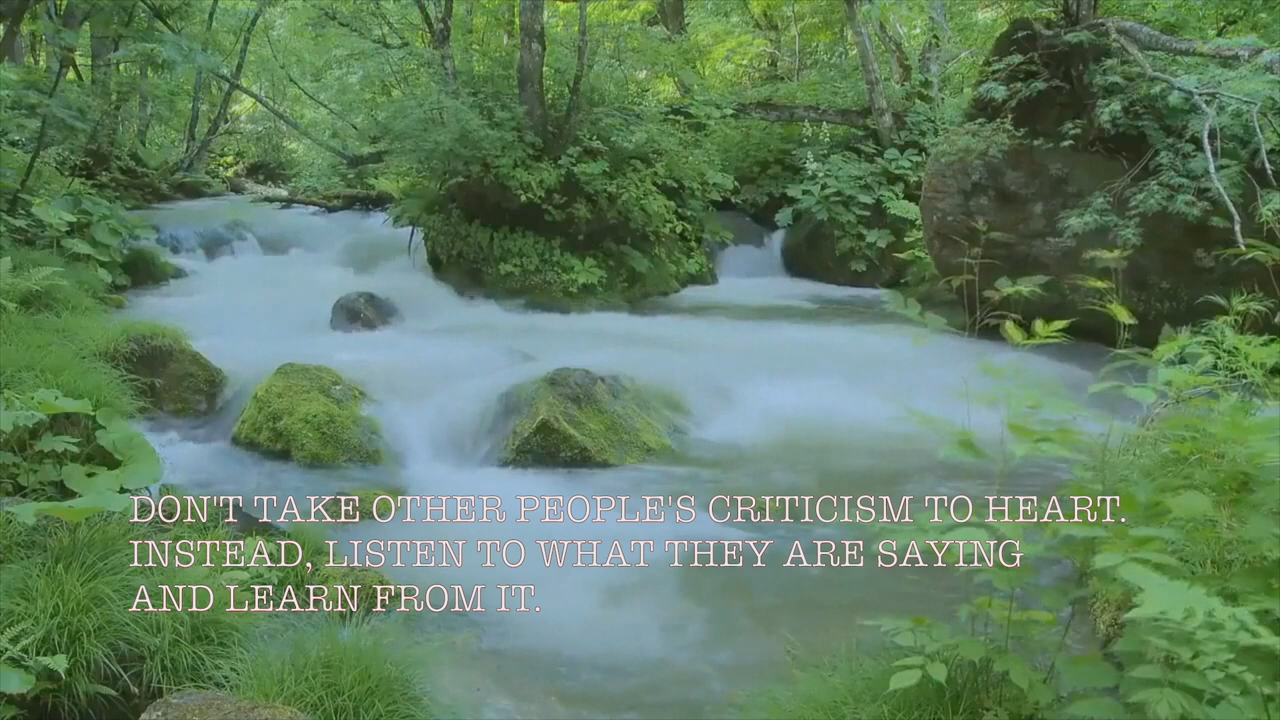 DON'T TAKE OTHER PEOPLE'S CRITICISM TO HEART.
INSTEAD, LISTEN TO WHAT THEY ARE SAYING
AND LEARN FROM IT.